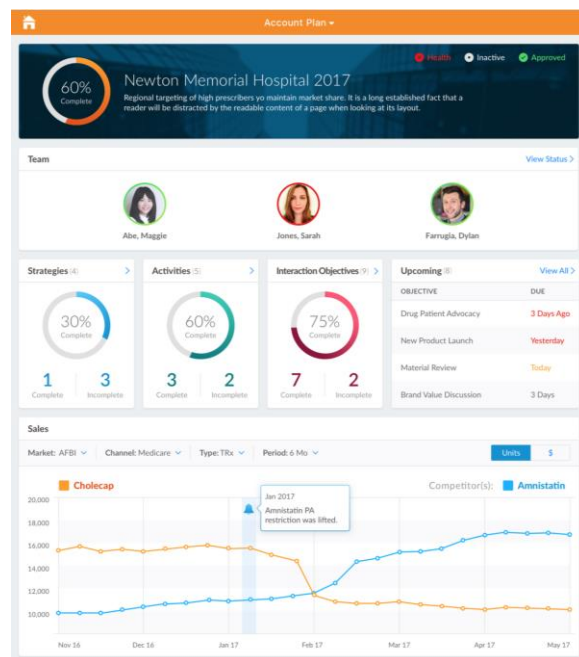 Account Plan
60%
Complete
Newton Memorial Hospital 2017
Regional targeting of high prescribers yo maintain market share. It is a long established fact that a
reader will be distracted by the readable content of a page when looking at its layout.
Health
Inactive
Approved
Team
View Status >
Abe, Maggie
Jones, Sarah
Farrugia, Dylan
Strategies (4) >
30%
Complete
1
Complete
3
Incomplete
Activities (5) >
60%
Complete
3
Complete
2
Incomplete
Interaction Objectives (9) >
75%
Complete
7
Complete
2
Incomplete
Upcoming
View All >
OBJECTIVE DUE
Drug Patient Advocacy 3 Days Ago
New Product Launch Yesterday
Material Review Today
Brand Value Discussion 3 Days
Sales
Market: AFBI Channel: Medicare Type: TRx Period: 6 Mo
Units $
Cholecap
Competitor(s): Amnistatin
Jan 2017
Amnistatin PA
restriction was lifted.
20,000
18,000
16,000
14,000
12,000
10,000
Nov 16 Dec 16 Jan 17 Feb 17 Mar 17 Apr 17 May 17